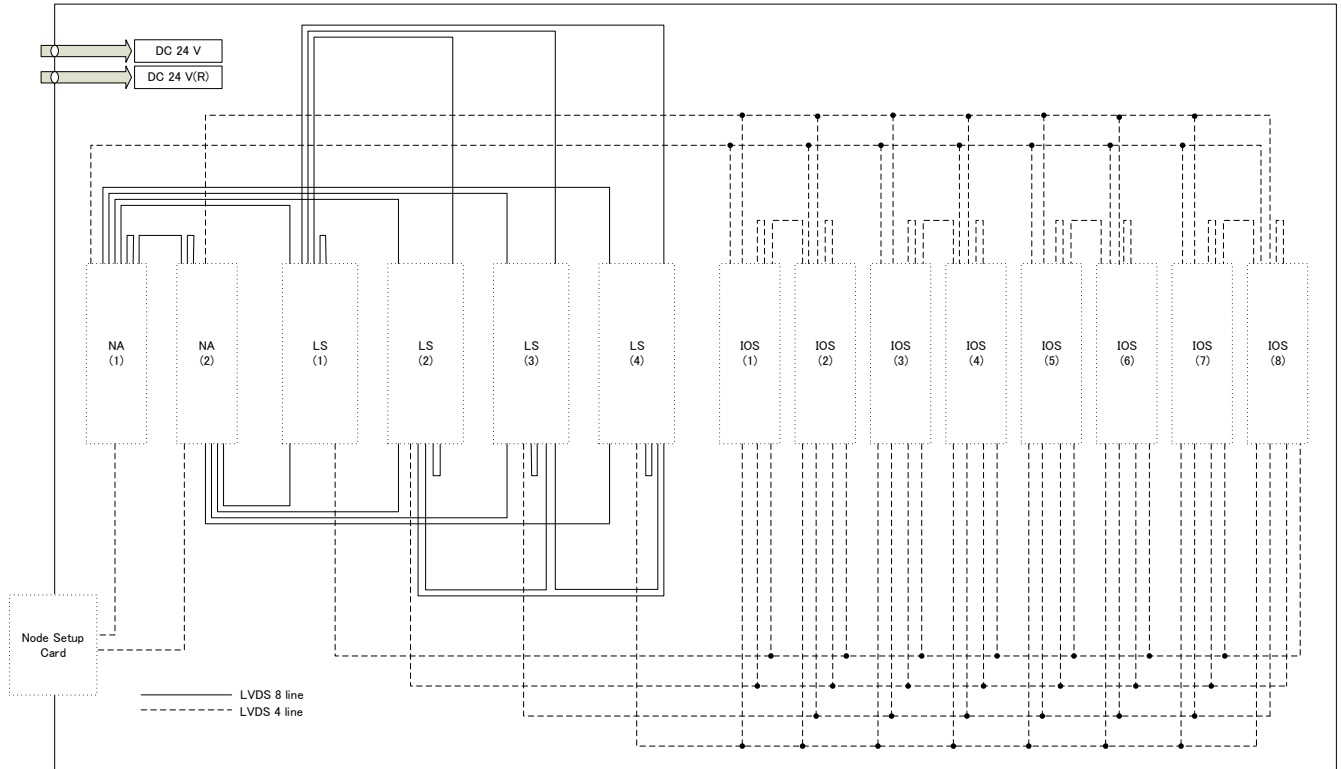 DC 24 V
DC 24 V(R)
NA
(1)
NA
(2)
LS
(1)
LS
(2)
LS
(3)
LS
(4)
IOS
(1)
IOS
(2)
IOS
(3)
IOS
(4)
IOS
(5)
IOS
(6)
IOS
(7)
IOS
(8)
Node Setup
Card
LVDS 8 line
LVDS 4 line